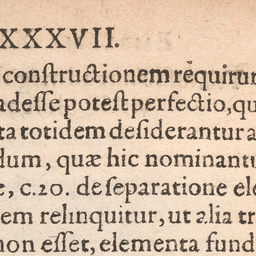 XXXVII.
constructionem requirun
adesse potest perfectio, qu
ta totidem desiderantur a
dum, quæ hic nominantu
e, c.20. de separatione ele
em relinquitur, ut alia tr
non esset, elementa fund